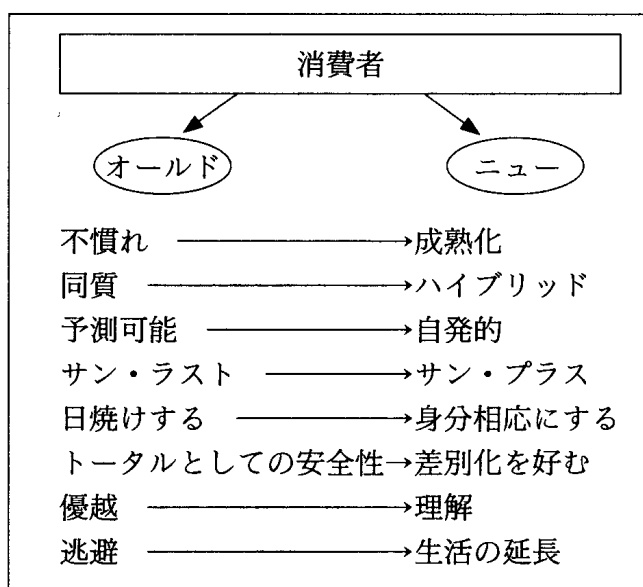 消費者
オールド ニュー
不慣れ → 成熟化
同質 → ハイブリッド
予測可能 → 自発的
サン・ラスト → サン・プラス
日焼けする → 身分相応にする
トータルとしての安全性→差別化を好む
優越 → 理解
逃避 → 生活の延長